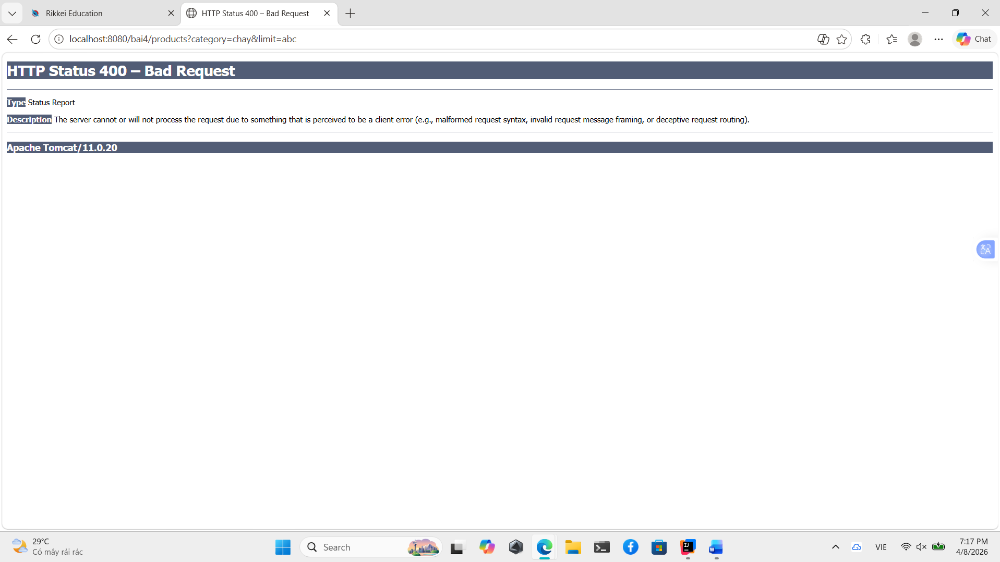 Rikkei Education
HTTP Status 400 – Bad Request
localhost:8080/bai4/products?category=chay&limit=abc
Chat
HTTP Status 400 – Bad Request
Type Status Report
Description The server cannot or will not process the request due to something that is perceived to be a client error (e.g., malformed request syntax, invalid request message framing, or deceptive request routing).
Apache Tomcat/11.0.20
29°C
Có mây rải rác
Search
VIE
7:17 PM
4/8/2026